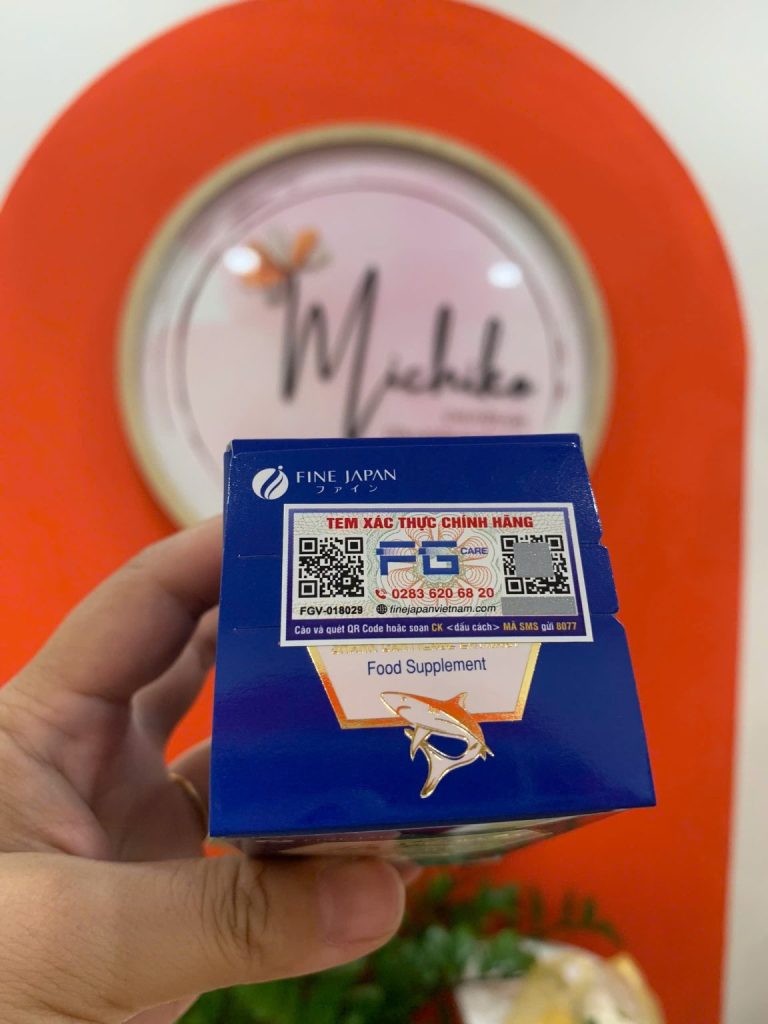 Michiko
FINE JAPAN
ファイン
TEM XÁC THỰC CHÍNH HÃNG
FG CARE
0283 620 68 20
FGV-018029
finejapanvietnam.com
Cào và quét QR Code hoặc soạn CK <dấu cách> MÃ SMS gửi 8077
Food Supplement